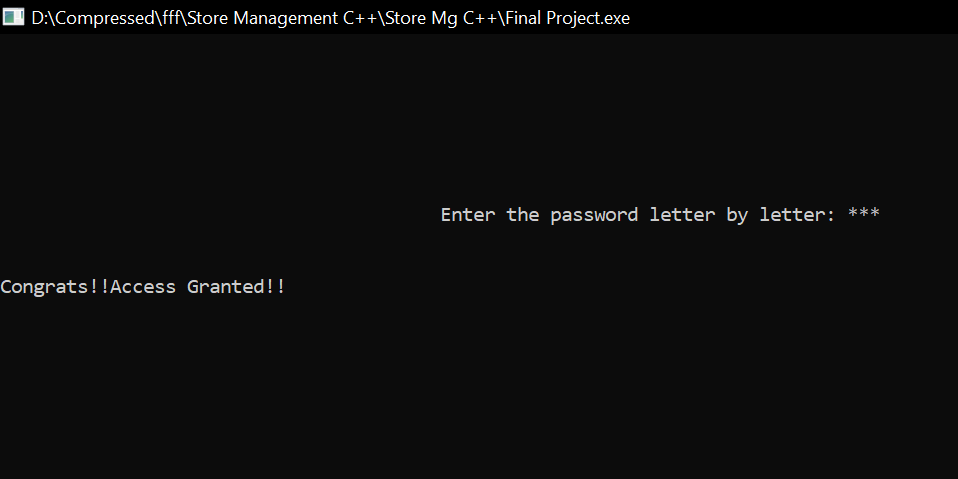 D:\Compressed\fff\Store Management C++\Store Mg C++\Final Project.exe
Enter the password letter by letter: ***
Congrats!!Access Granted!!